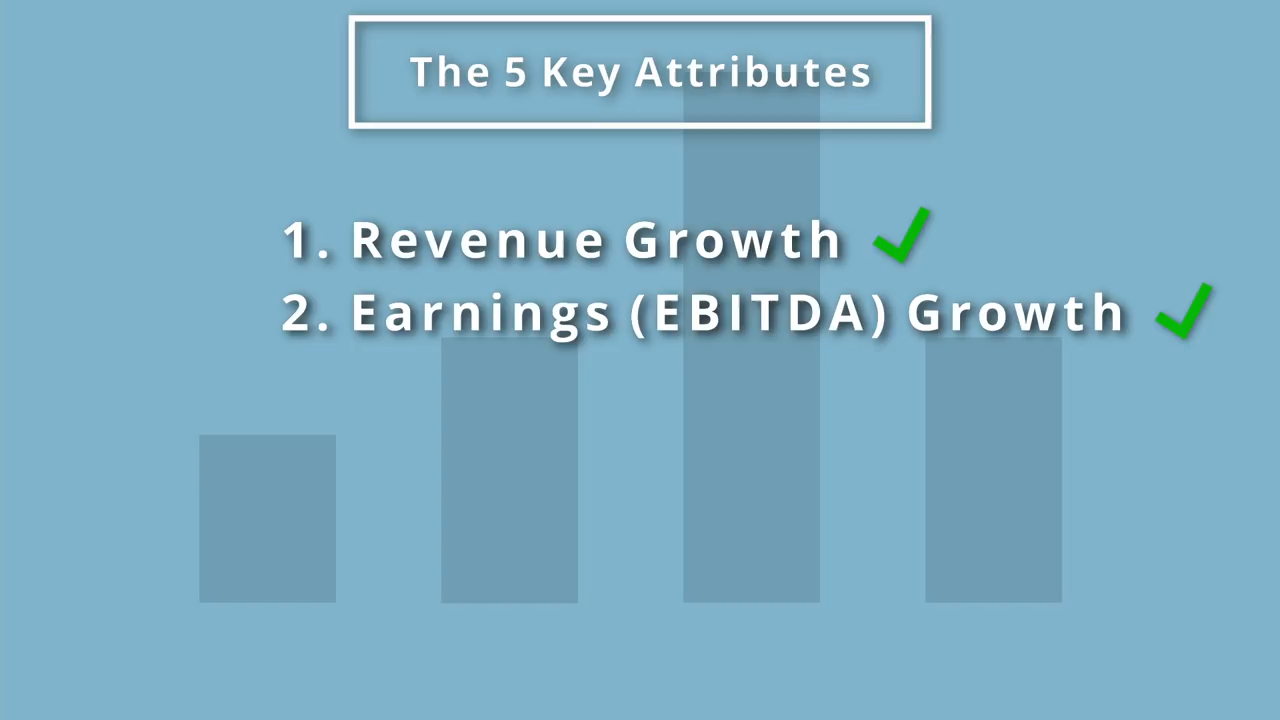 The 5 Key Attributes
1. Revenue Growth
2. Earnings (EBITDA) Growth